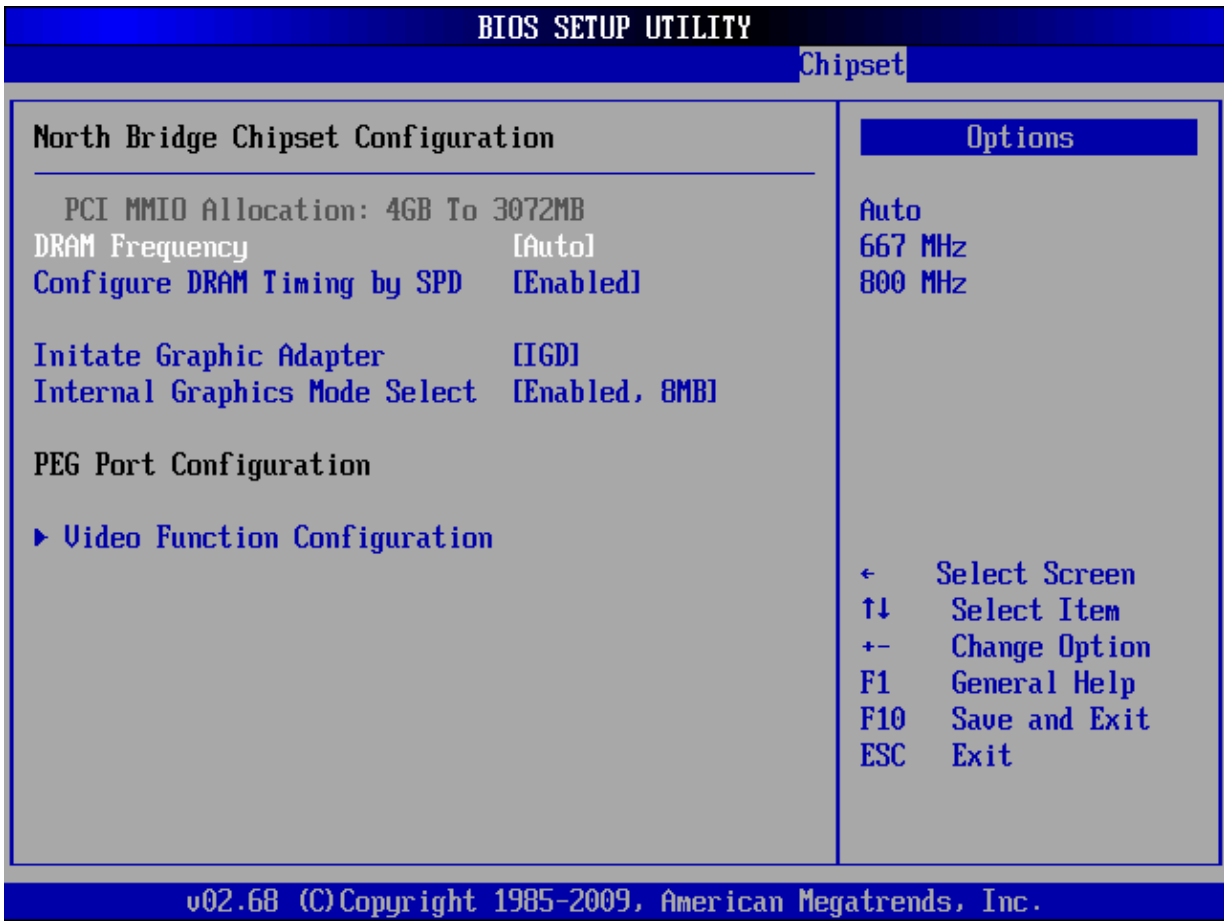 BIOS SETUP UTILITY
Chipset
North Bridge Chipset Configuration
PCI MMIO Allocation: 4GB To 3072MB
DRAM Frequency [Auto]
Configure DRAM Timing by SPD [Enabled]
Initate Graphic Adapter [IGD]
Internal Graphics Mode Select [Enabled, 8MB]
PEG Port Configuration
▶ Video Function Configuration
Options
Auto
667 MHz
800 MHz
← Select Screen
↑↓ Select Item
+- Change Option
F1 General Help
F10 Save and Exit
ESC Exit
v02.68 (C)Copyright 1985-2009, American Megatrends, Inc.